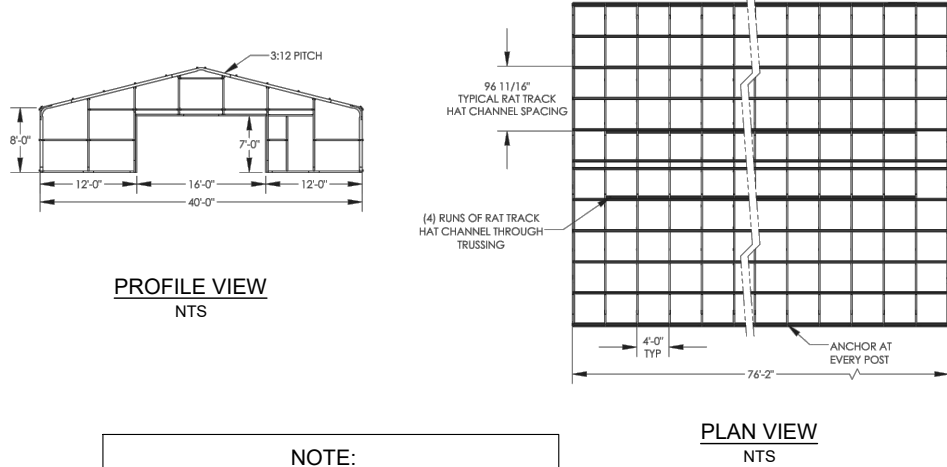 3:12 PITCH
8'-0"
7'-0"
12'-0"
16'-0"
12'-0"
40'-0"
PROFILE VIEW
NTS
96 11/16"
TYPICAL RAT TRACK
HAT CHANNEL SPACING
(4) RUNS OF RAT TRACK
HAT CHANNEL THROUGH
TRUSSING
4'-0"
TYP
ANCHOR AT
EVERY POST
76'-2"
PLAN VIEW
NTS
NOTE: